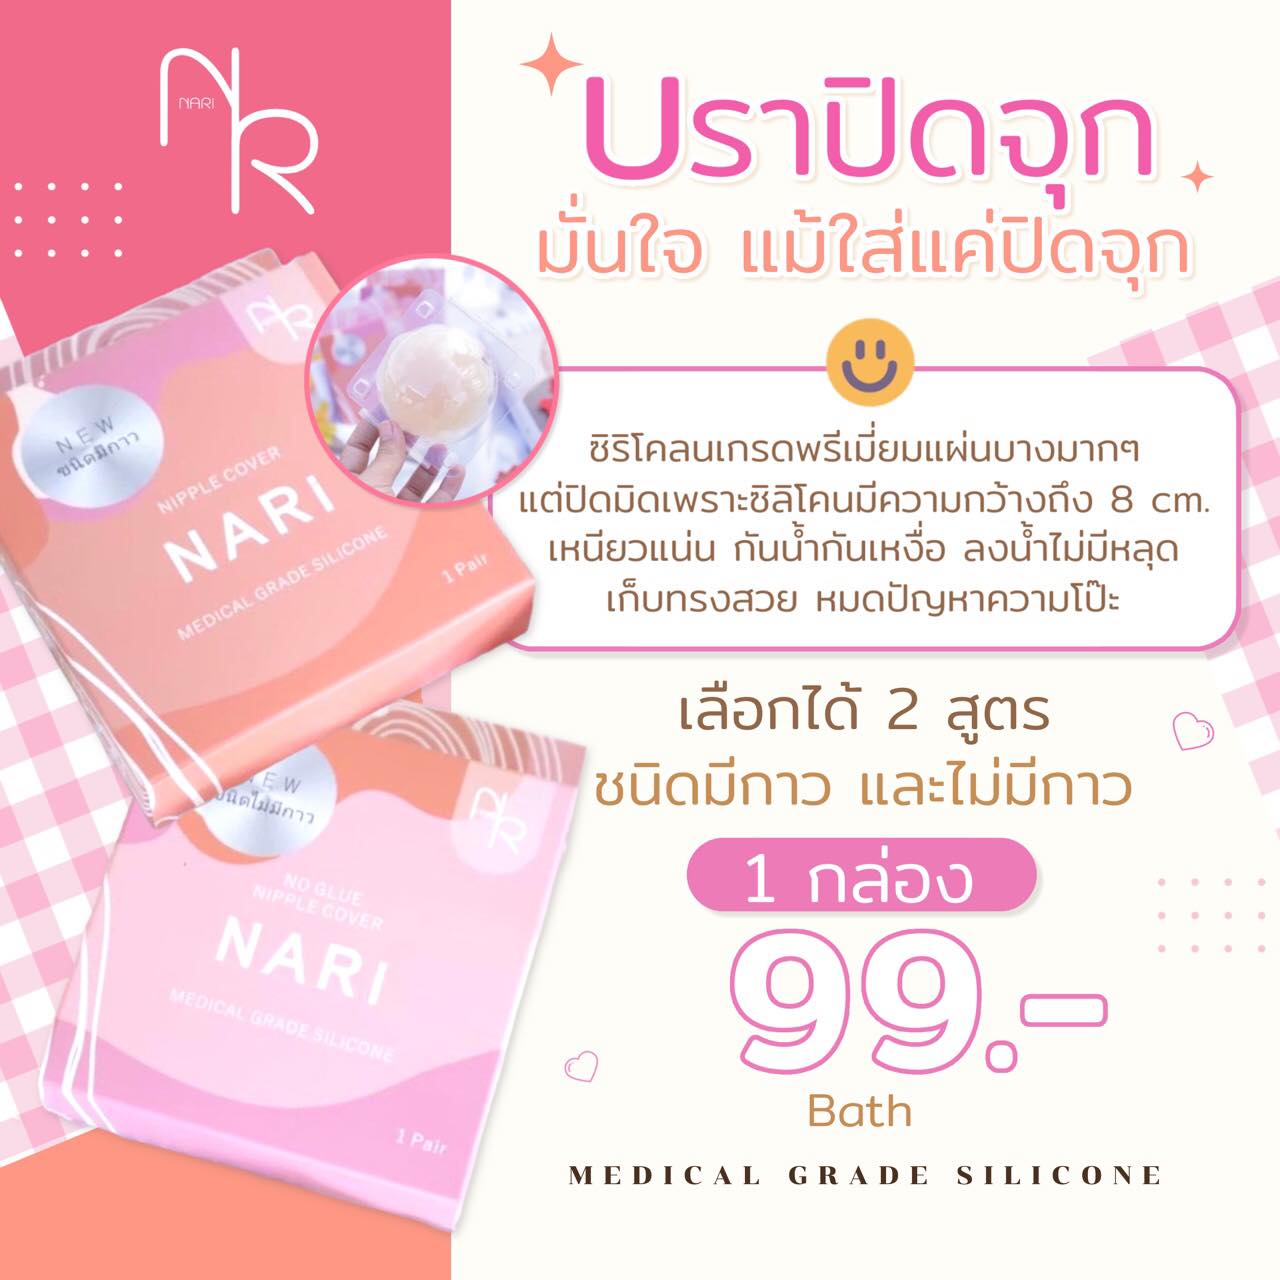 NARI
NR
บราปิดจุก
มั่นใจ แม้ใส่แค่ปิดจุก
ซิริโคลนเกรดพรีเมี่ยมแผ่นบางมากๆ
แต่ปิดมิดเพราะซิลิโคนมีความกว้างถึง 8 cm.
เหนียวแน่น กันน้ำกันเหงื่อ ลงน้ำไม่มีหลุด
เก็บทรงสวย หมดปัญหาความโป๊ะ
เลือกได้ 2 สูตร
ชนิดมีกาว และไม่มีกาว
1 กล่อง
99.-
Bath
MEDICAL GRADE SILICONE
NR
NEW
ชนิดมีกาว
NIPPLE COVER
NARI
MEDICAL GRADE SILICONE
1 Pair
NR
NEW
ชนิดไม่มีกาว
NO GLUE
NIPPLE COVER
NARI
MEDICAL GRADE SILICONE
1 Pair